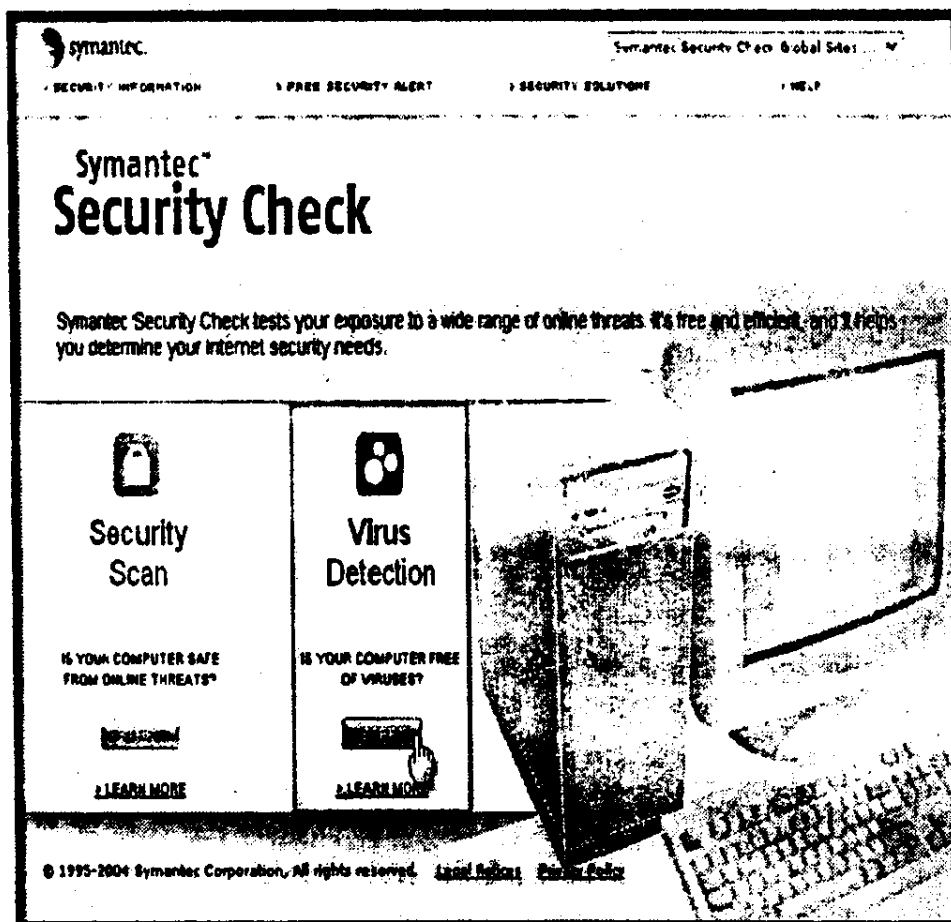 symantec.
Symantec Security Check Global Sites ...
› SECURITY INFORMATION › FREE SECURITY ALERT › SECURITY SOLUTIONS › HELP
Symantec™
Security Check
Symantec Security Check tests your exposure to a wide range of online threats. It's free and efficient, and it helps
you determine your Internet security needs.
Security
Scan
IS YOUR COMPUTER SAFE
FROM ONLINE THREATS?
› LEARN MORE
Virus
Detection
IS YOUR COMPUTER FREE
OF VIRUSES?
› LEARN MORE
© 1995-2004 Symantec Corporation, All rights reserved. Legal Notices Privacy Policy